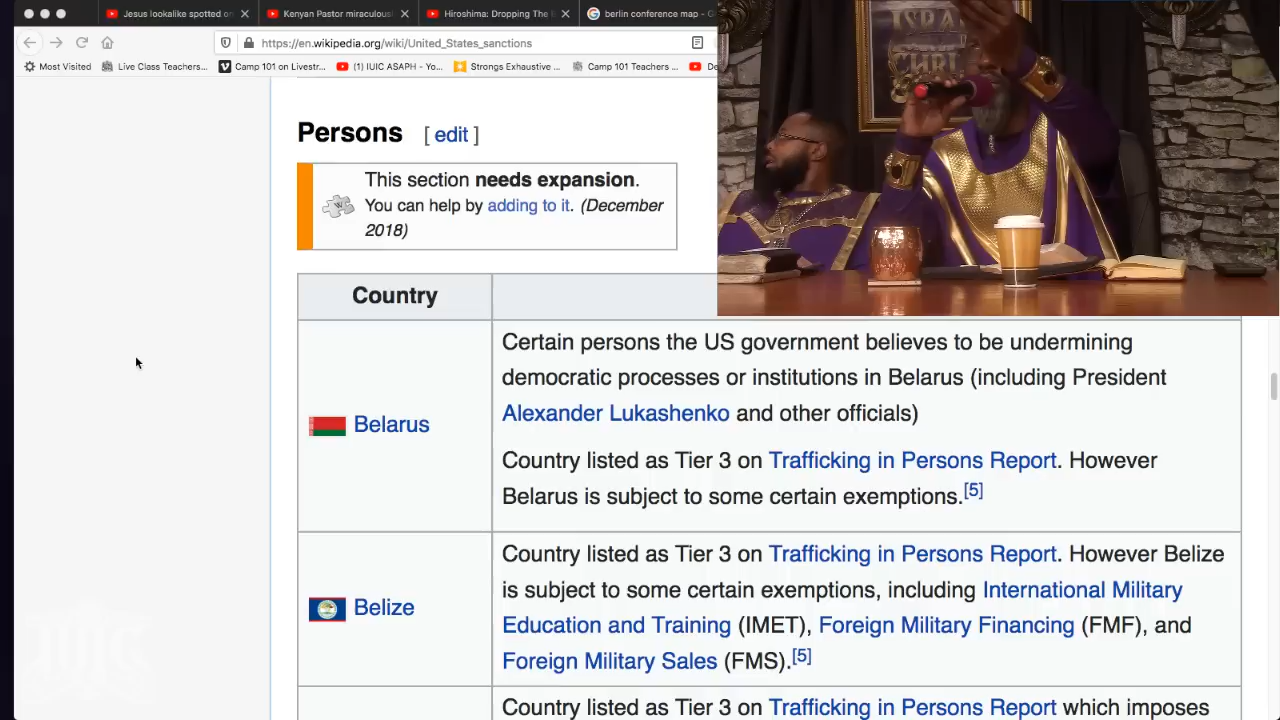 Jesus lookalike spotted on
Kenyan Pastor miraculousl
Hiroshima: Dropping The B
berlin conference map - G
https://en.wikipedia.org/wiki/United_States_sanctions
Most Visited
Live Class Teachers...
Camp 101 on Livestr...
(1) IUIC ASAPH - Yo...
Strongs Exhaustive ...
Camp 101 Teachers ...
De
ISRAEL
CHRIST
Persons [ edit ]
This section needs expansion.
You can help by adding to it. (December
2018)
Country
Belarus
Certain persons the US government believes to be undermining
democratic processes or institutions in Belarus (including President
Alexander Lukashenko and other officials)
Country listed as Tier 3 on Trafficking in Persons Report. However
Belarus is subject to some certain exemptions.[5]
Belize
Country listed as Tier 3 on Trafficking in Persons Report. However Belize
is subject to some certain exemptions, including International Military
Education and Training (IMET), Foreign Military Financing (FMF), and
Foreign Military Sales (FMS).[5]
Country listed as Tier 3 on Trafficking in Persons Report which imposes
IUIC